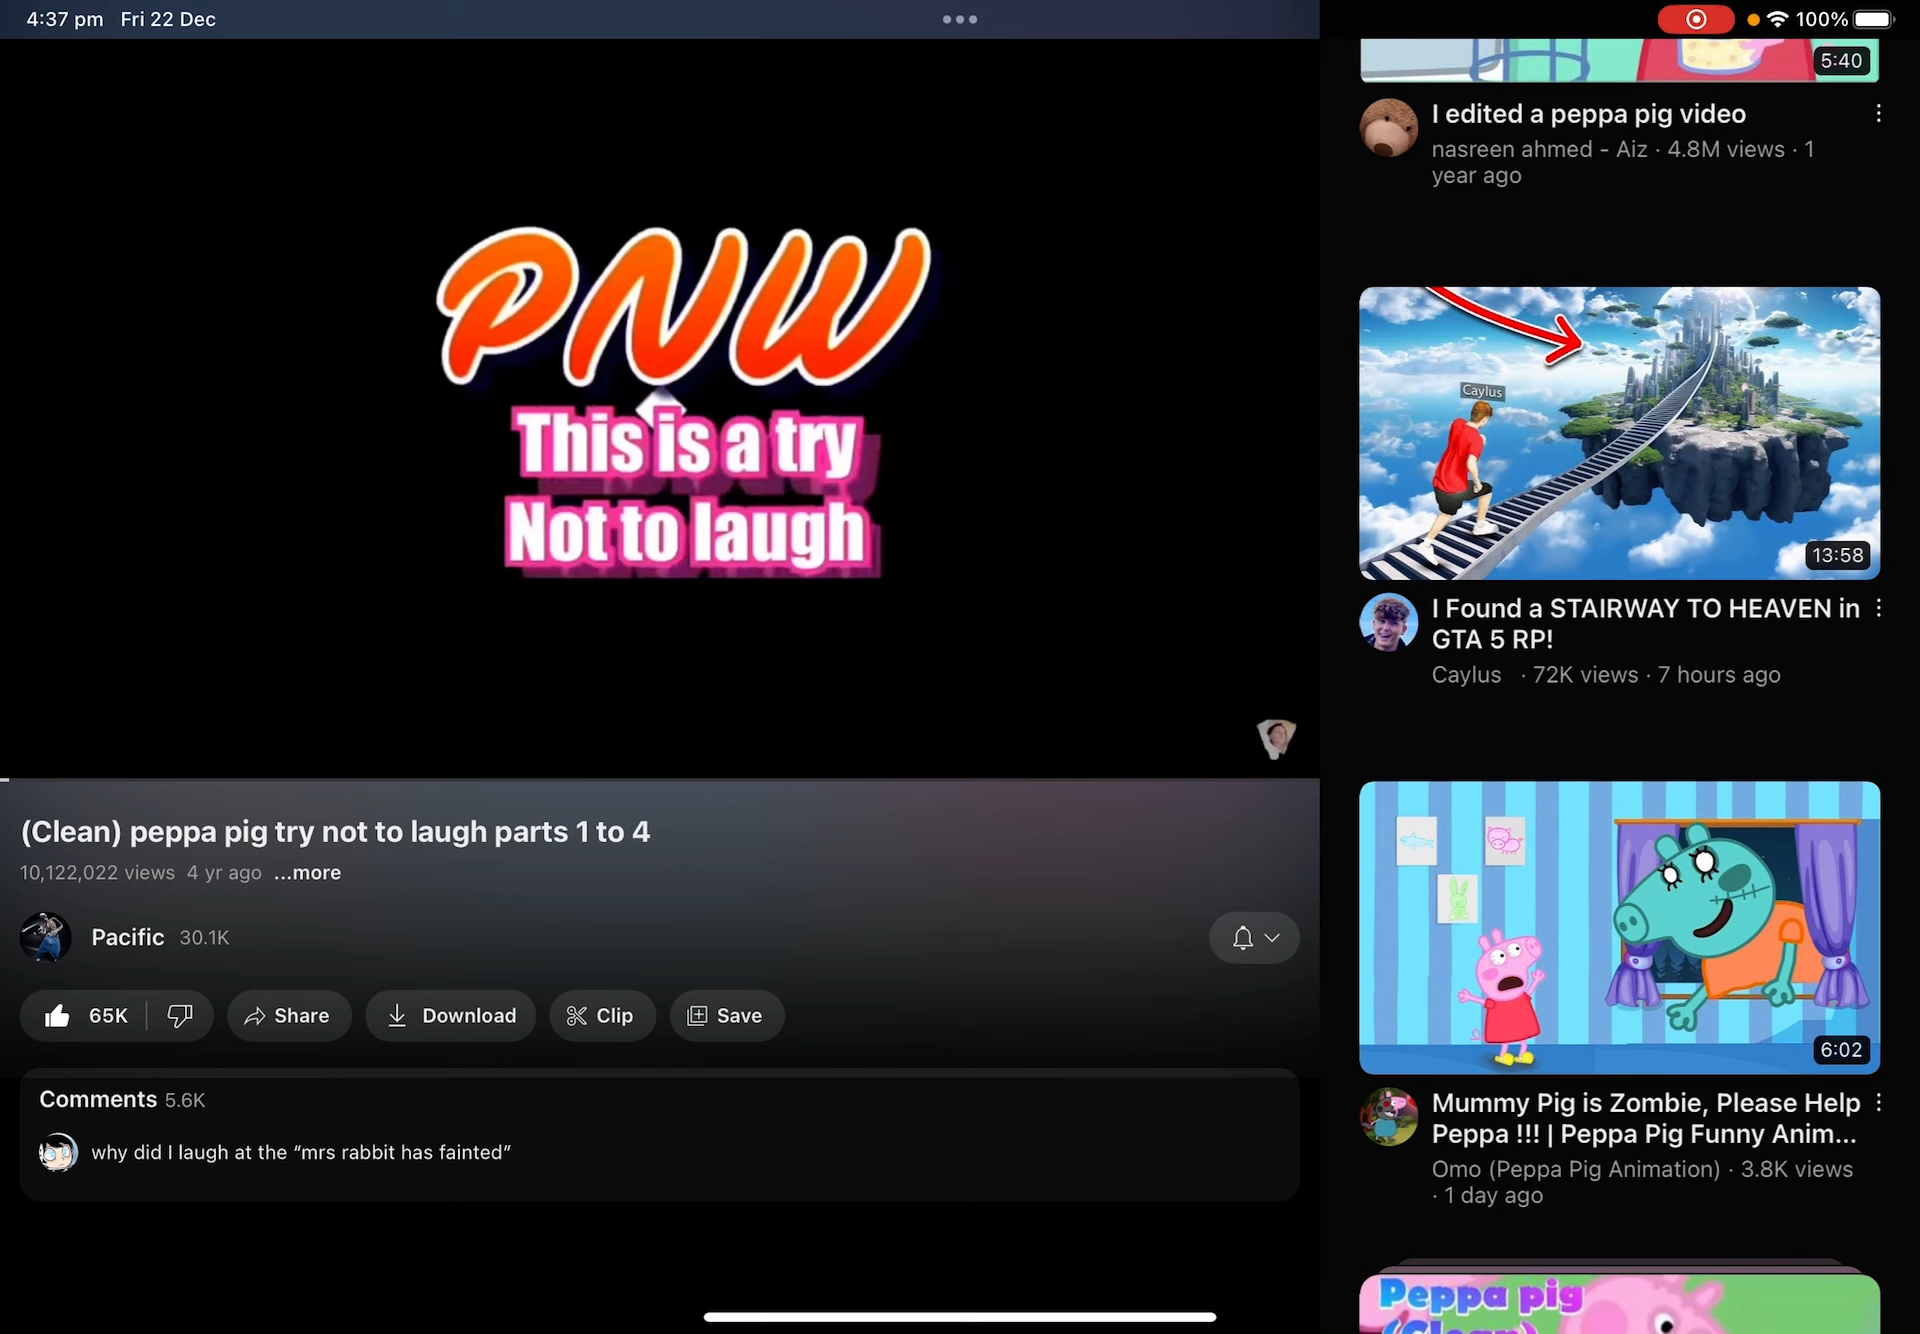 4:37 pm Fri 22 Dec
100%
PNW
This is a try
Not to laugh
(Clean) peppa pig try not to laugh parts 1 to 4
10,122,022 views 4 yr ago ...more
Pacific 30.1K
65K Share Download Clip Save
Comments 5.6K
why did I laugh at the “mrs rabbit has fainted”
5:40
I edited a peppa pig video
nasreen ahmed - Aiz · 4.8M views · 1
year ago
Caylus
13:58
I Found a STAIRWAY TO HEAVEN in
GTA 5 RP!
Caylus · 72K views · 7 hours ago
6:02
Mummy Pig is Zombie, Please Help
Peppa !!! | Peppa Pig Funny Anim...
Omo (Peppa Pig Animation) · 3.8K views
· 1 day ago
Peppa pig
(Clean)